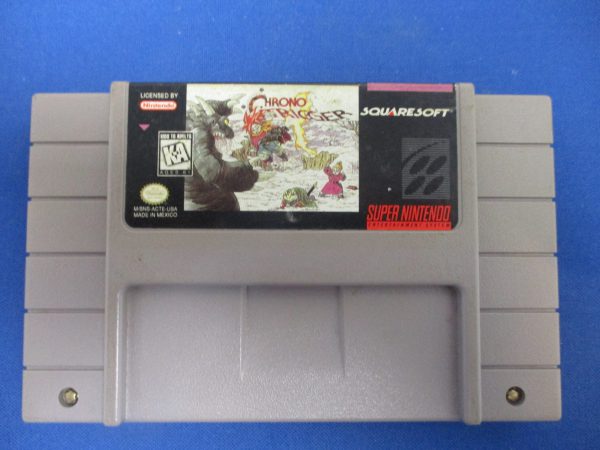 LICENSED BY
Nintendo
KIDS TO ADULTS
K-A
AGES 6+
M/SNS-ACTE-USA
MADE IN MEXICO
CHRONO
TRIGGER
SQUARESOFT
SUPER NINTENDO
ENTERTAINMENT SYSTEM